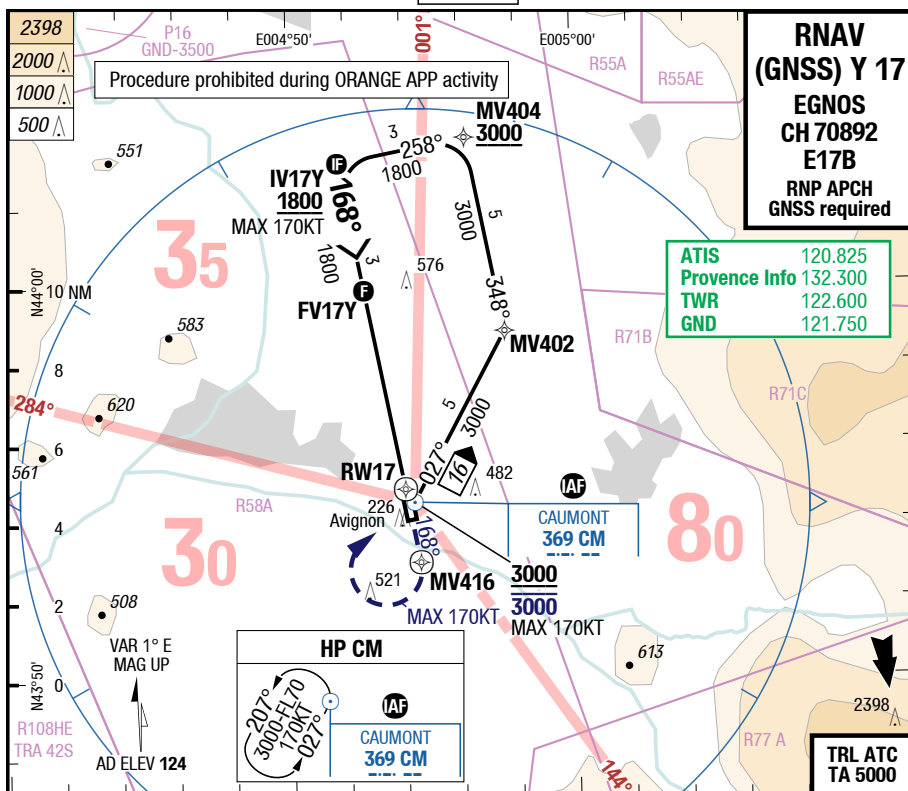 2398
2000
1000
500
P16
GND-3500
E004°50'
001°
E005°00'
R55A
R55AE
Procedure prohibited during ORANGE APP activity
RNAV
(GNSS) Y 17
EGNOS
CH 70892
E17B
RNP APCH
GNSS required
551
MV404
3000
3
258°
1800
IF
IV17Y
1800
MAX 170KT
168°
5
3000
35
ATIS 120.825
Provence Info 132.300
TWR 122.600
GND 121.750
N44°00'
10 NM
1800
3
576
348°
F
FV17Y
MV402
583
R71B
8
284°
620
5
3000
R71C
6
561
RW17
027°
16
482
IAF
R58A
226
Avignon
CAUMONT
369 CM
80
4
30
168°
MV416
3000
3000
MAX 170KT
521
MAX 170KT
2
508
613
VAR 1° E
MAG UP
HP CM
N43°50'
0
207°
3000-FL70
170KT
027°
IAF
CAUMONT
369 CM
2398
R108HE
TRA 42S
R77 A
AD ELEV 124
144°
TRL ATC
TA 5000